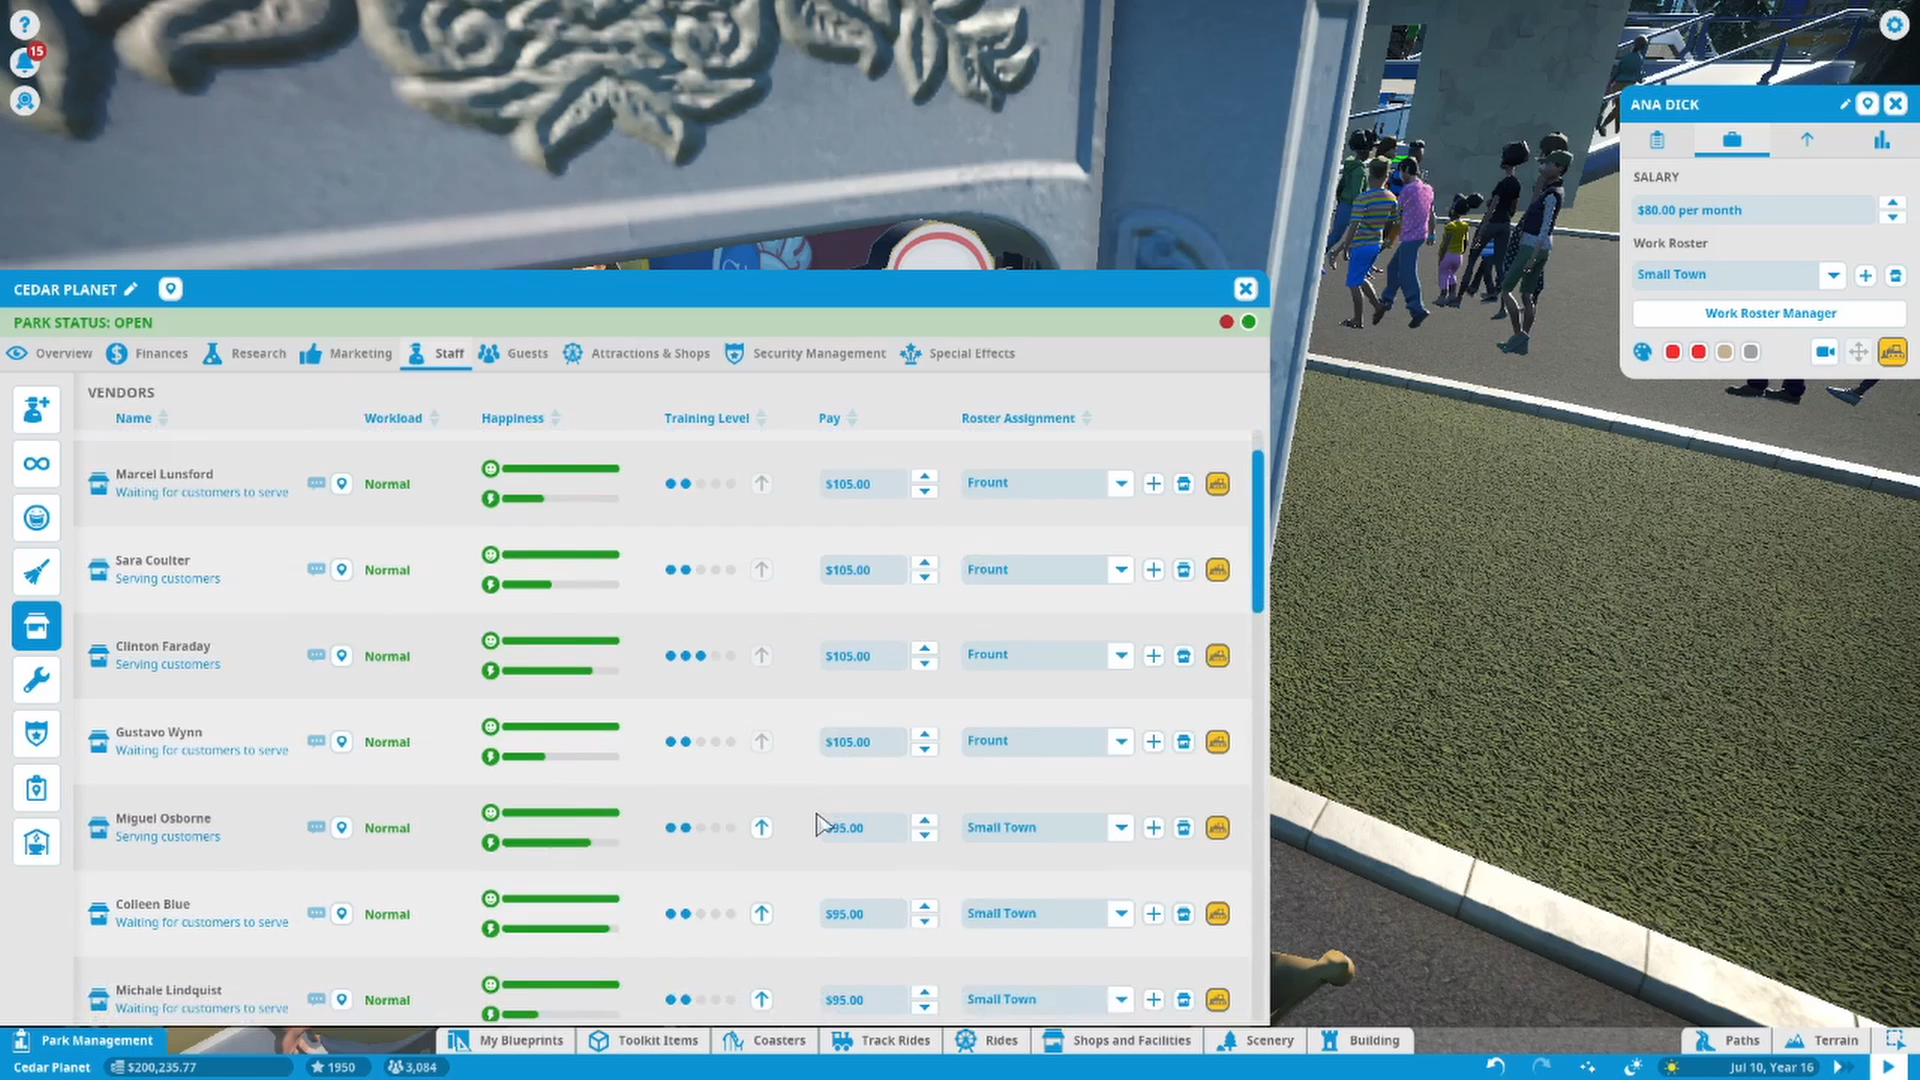 ?
15
ANA DICK
SALARY
$80.00 per month
Work Roster
Small Town
Work Roster Manager
CEDAR PLANET
PARK STATUS: OPEN
Overview Finances Research Marketing Staff Guests Attractions & Shops Security Management Special Effects
VENDORS
Name Workload Happiness Training Level Pay Roster Assignment
Marcel Lunsford
Waiting for customers to serve
Normal $105.00 Frount
Sara Coulter
Serving customers
Normal $105.00 Frount
Clinton Faraday
Serving customers
Normal $105.00 Frount
Gustavo Wynn
Waiting for customers to serve
Normal $105.00 Frount
Miguel Osborne
Serving customers
Normal $95.00 Small Town
Colleen Blue
Waiting for customers to serve
Normal $95.00 Small Town
Michale Lindquist
Waiting for customers to serve
Normal $95.00 Small Town
Park Management My Blueprints Toolkit Items Coasters Track Rides Rides Shops and Facilities Scenery Building Paths Terrain
Cedar Planet $200,235.77 1950 3,084 Jul 10, Year 16